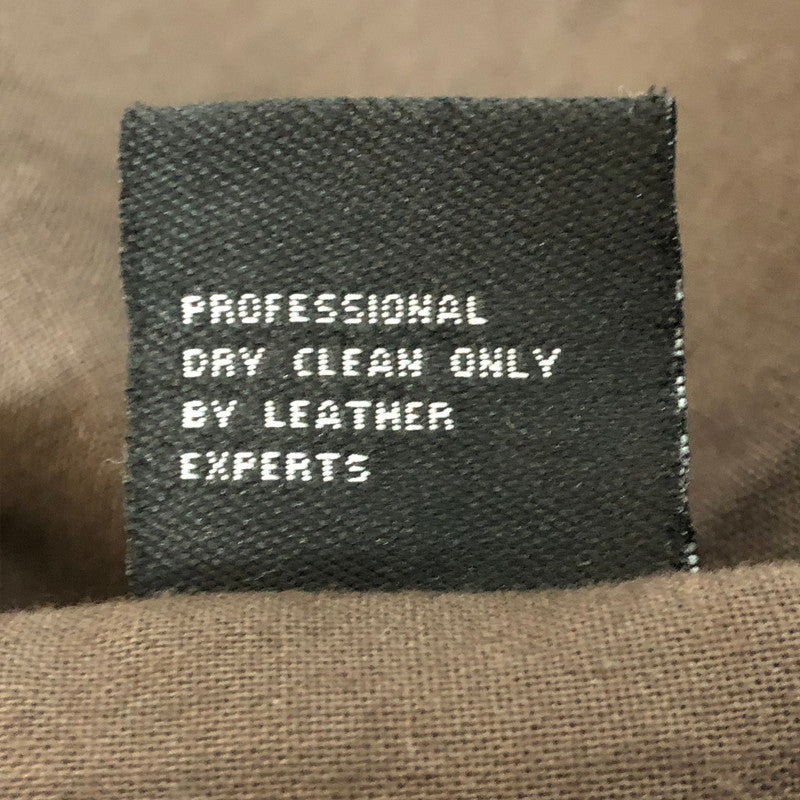 PROFESSIONAL
DRY CLEAN ONLY
BY LEATHER
EXPERTS